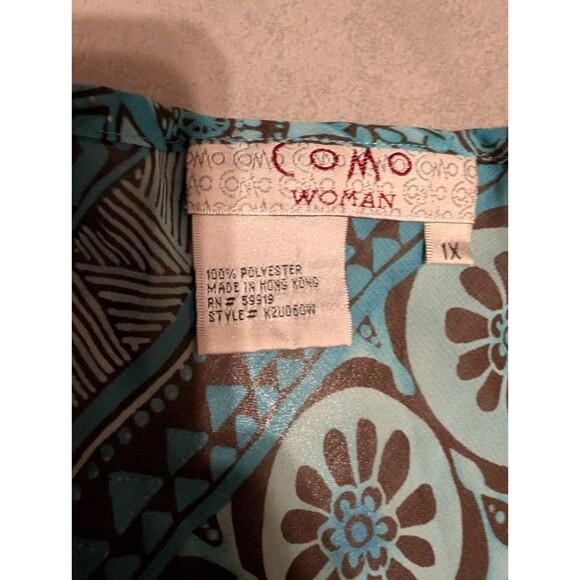 COMO
WOMAN
1X
100% POLYESTER
MADE IN HONG KONG
RN# 59919
STYLE# K2U060W